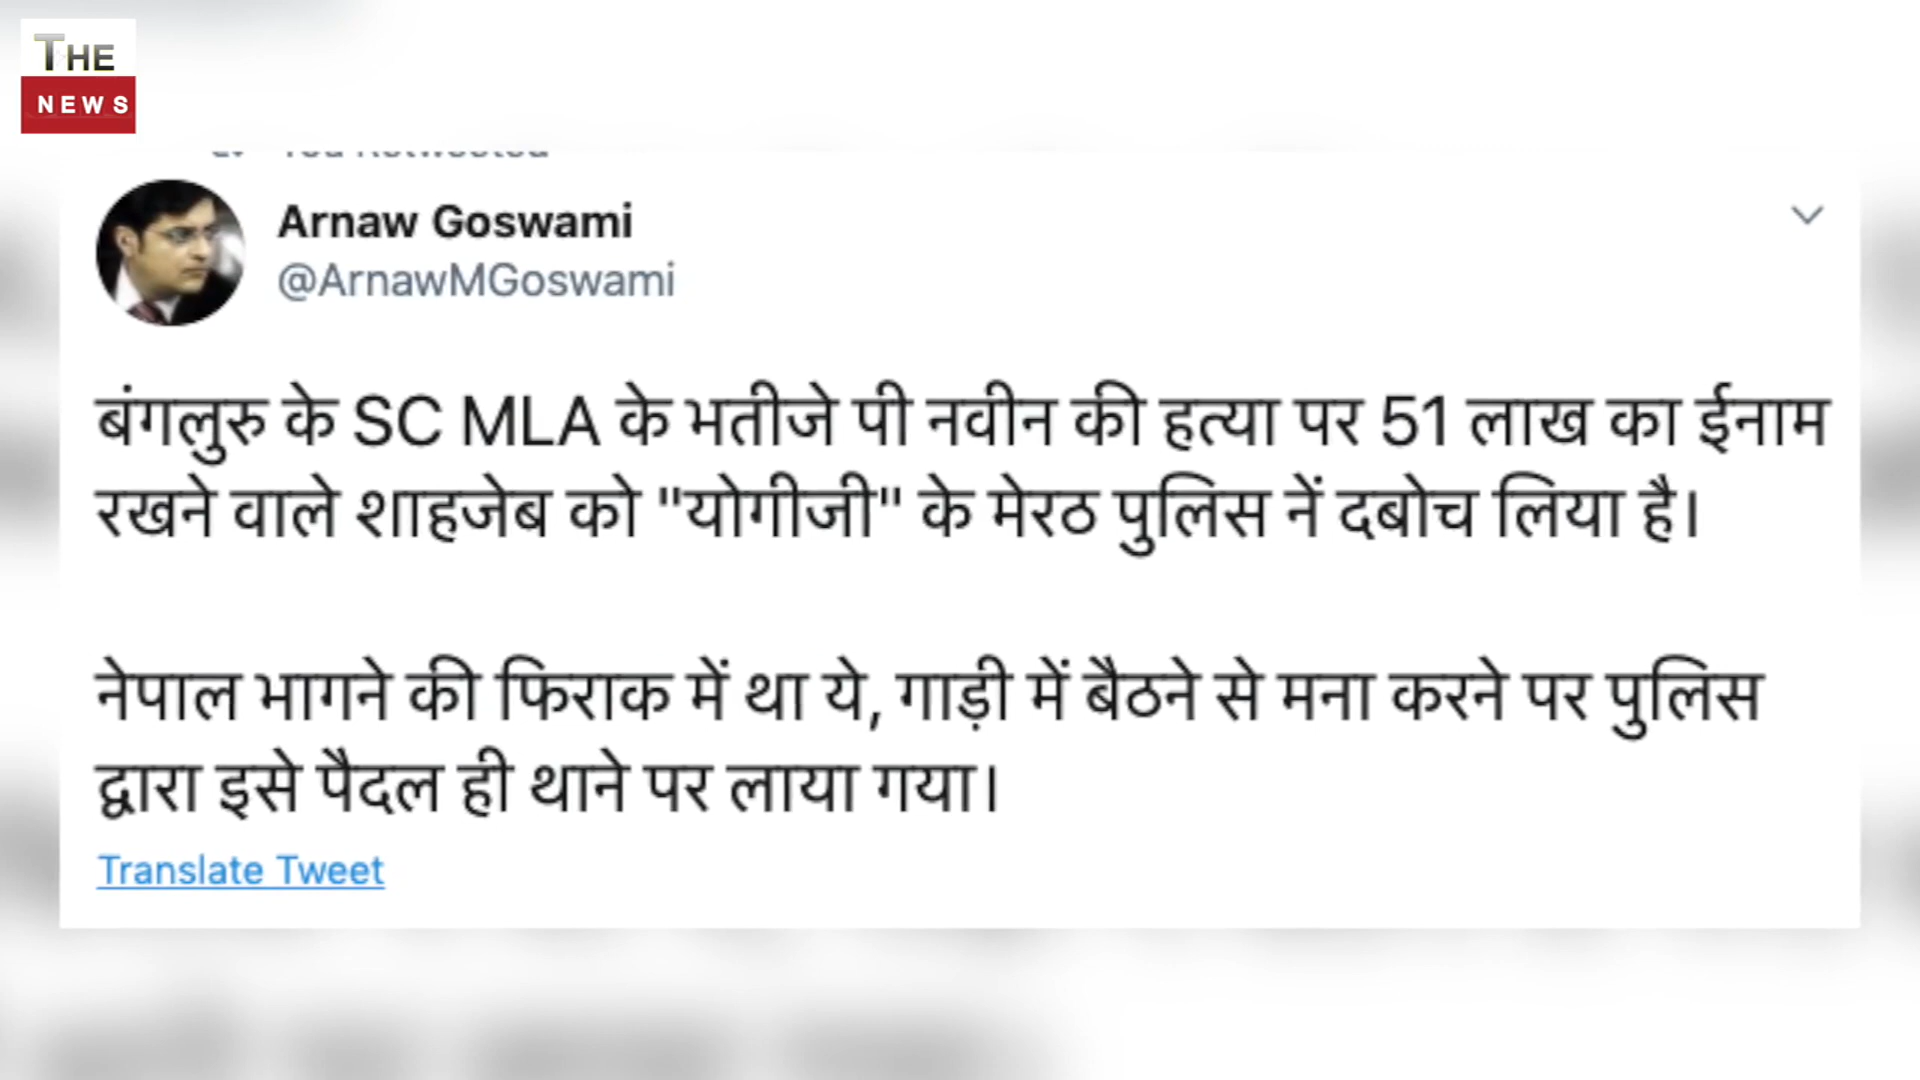 THE
NEWS
Arnaw Goswami
@ArnawMGoswami
बंगलुरु के SC MLA के भतीजे पी नवीन की हत्या पर 51 लाख का ईनाम
रखने वाले शाहजेब को "योगीजी" के मेरठ पुलिस नें दबोच लिया है।
नेपाल भागने की फिराक में था ये, गाड़ी में बैठने से मना करने पर पुलिस
द्वारा इसे पैदल ही थाने पर लाया गया।
Translate Tweet